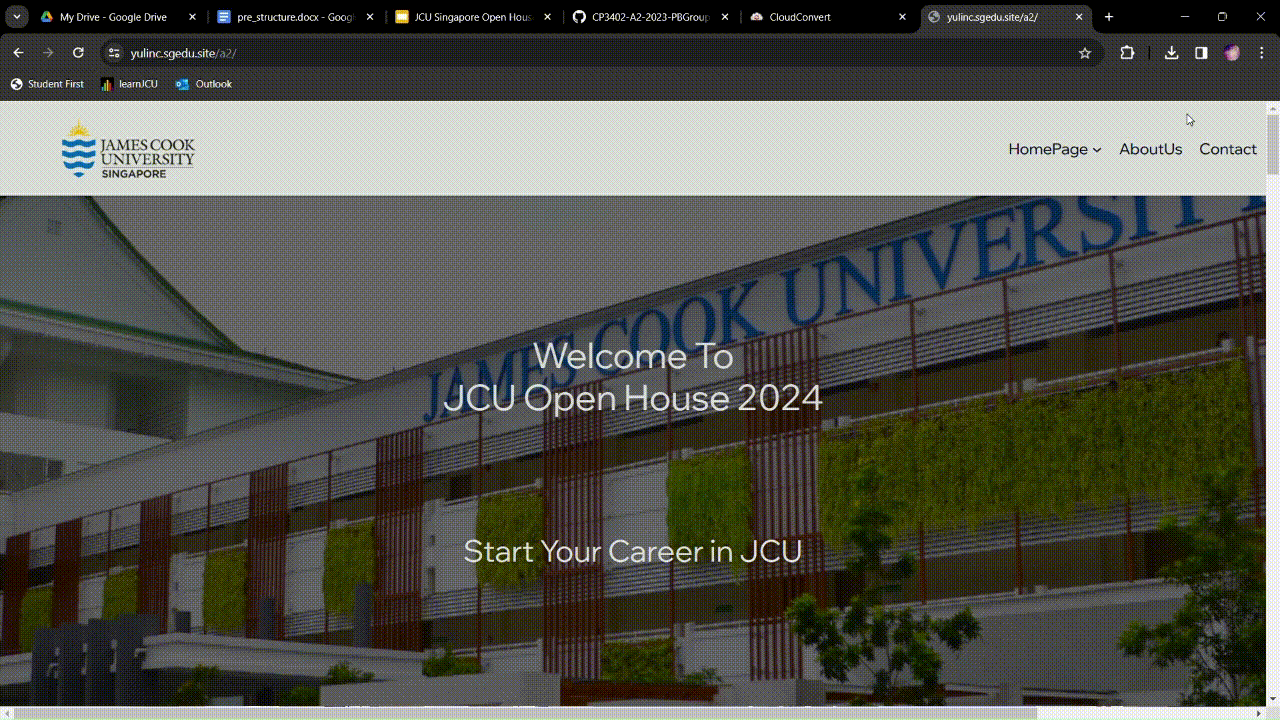 My Drive - Google Drive
pre_structure.docx - Googl
JCU Singapore Open Hous
CP3402-A2-2023-PBGroup
CloudConvert
yulinc.sgedu.site/a2/
yulinc.sgedu.site/a2/
Student First
learnJCU
Outlook
JAMES COOK
UNIVERSITY
SINGAPORE
HomePage
AboutUs
Contact
JAMES COOK UNIVERSITY
Welcome To
JCU Open House 2024
Start Your Career in JCU